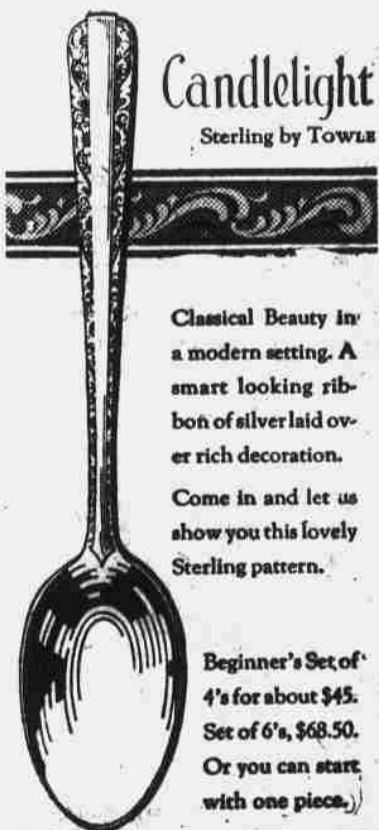 Candlelight
Sterling by TOWLE
Classical Beauty in
a modern setting. A
smart looking rib-
bon of silver laid ov-
er rich decoration.
Come in and let us
show you this lovely
Sterling pattern.
Beginner's Set of
4's for about $45.
Set of 6's, $68.50.
Or you can start
with one piece.